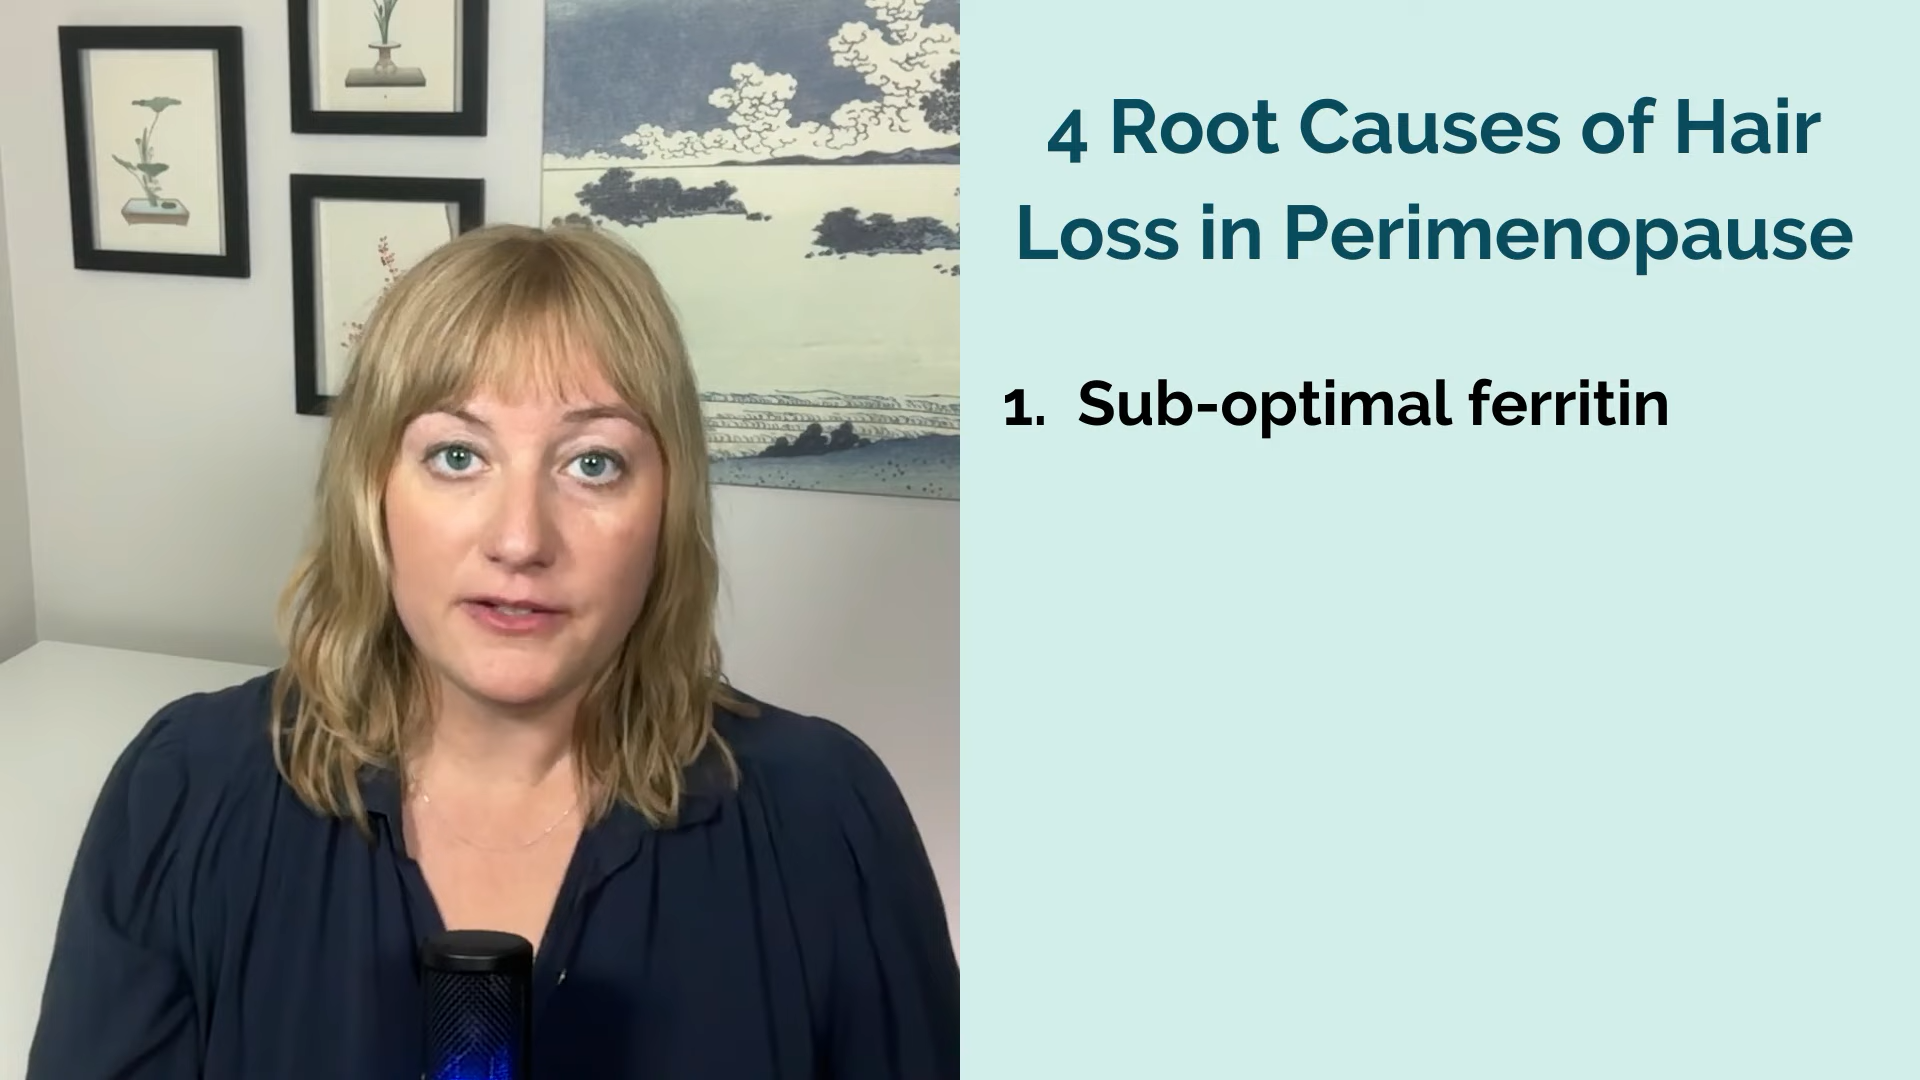 4 Root Causes of Hair
Loss in Perimenopause
1. Sub-optimal ferritin